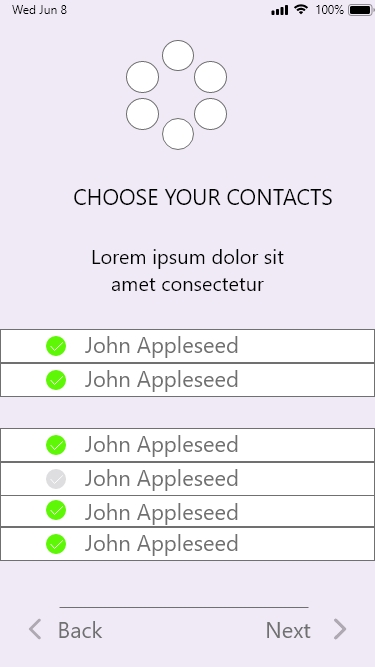 Wed Jun 8 100%
CHOOSE YOUR CONTACTS
Lorem ipsum dolor sit
amet consectetur
John Appleseed
John Appleseed
John Appleseed
John Appleseed
John Appleseed
John Appleseed
Back Next